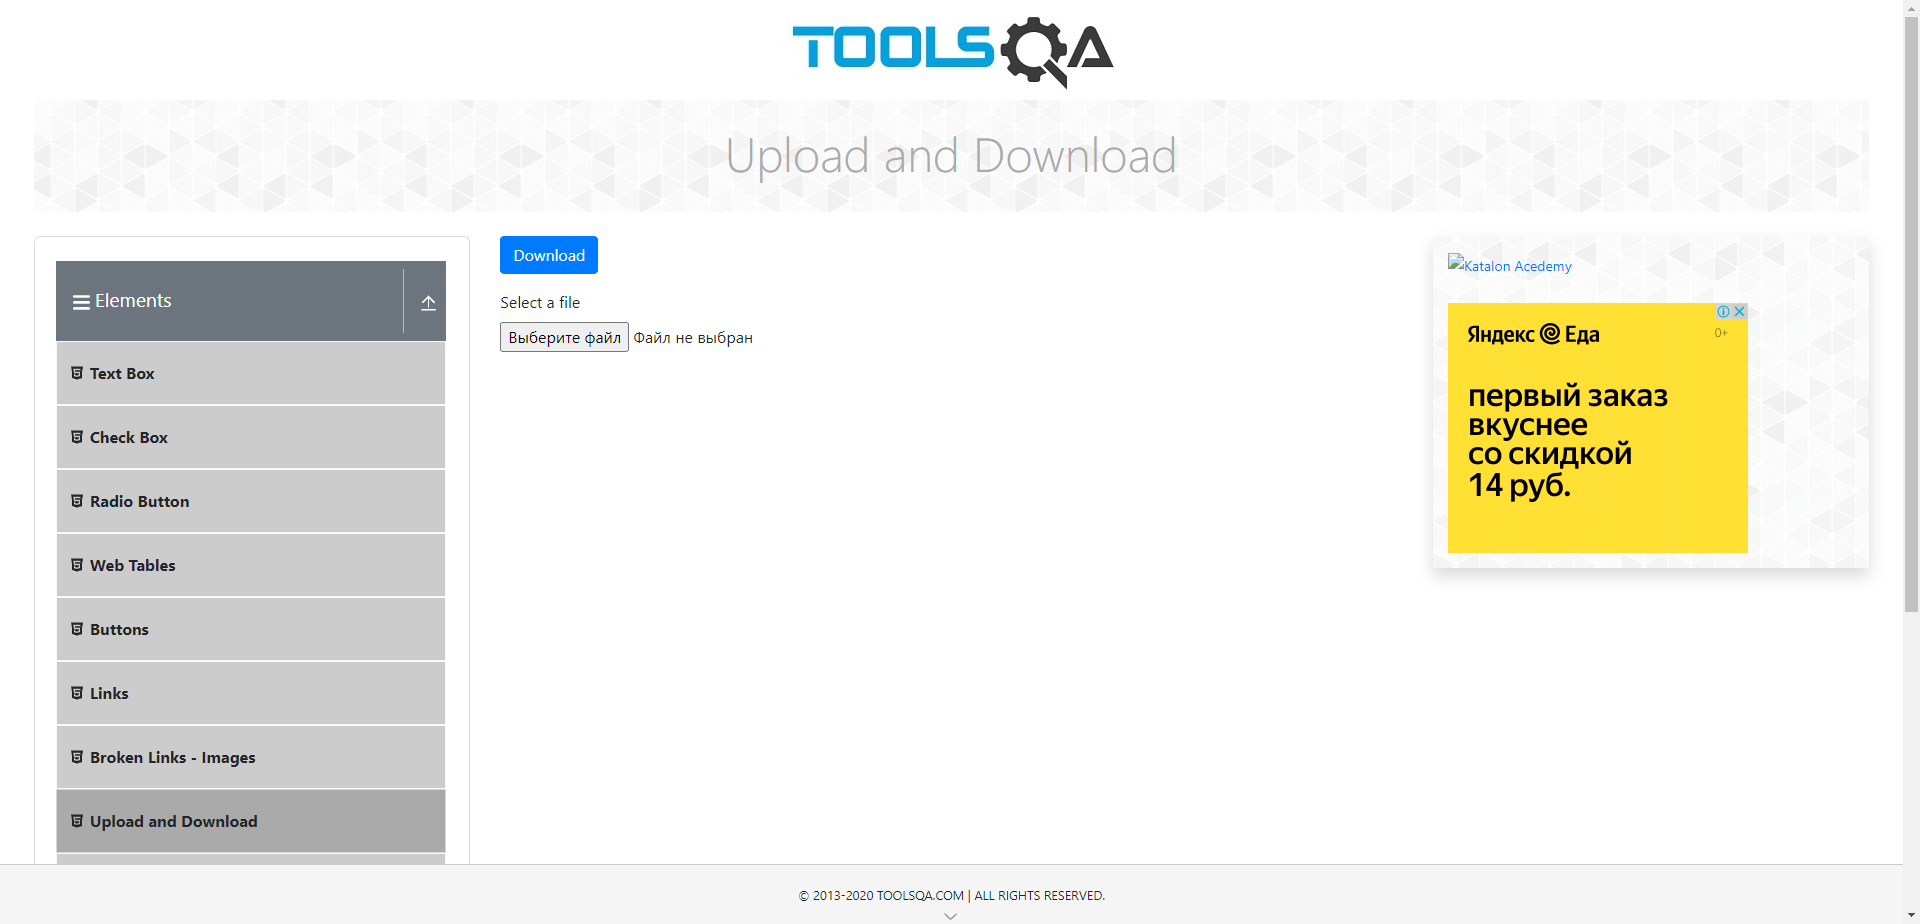 TOOLSQA
Upload and Download
Elements
Text Box
Check Box
Radio Button
Web Tables
Buttons
Links
Broken Links - Images
Upload and Download
Download
Select a file
Выберите файл Файл не выбран
Katalon Acedemy
Яндекс Еда
0+
первый заказ
вкуснее
со скидкой
14 руб.
© 2013-2020 TOOLSQA.COM | ALL RIGHTS RESERVED.